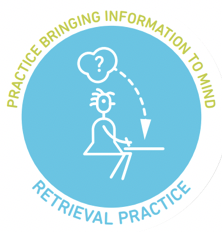 PRACTICE BRINGING INFORMATION TO MIND
?
RETRIEVAL PRACTICE